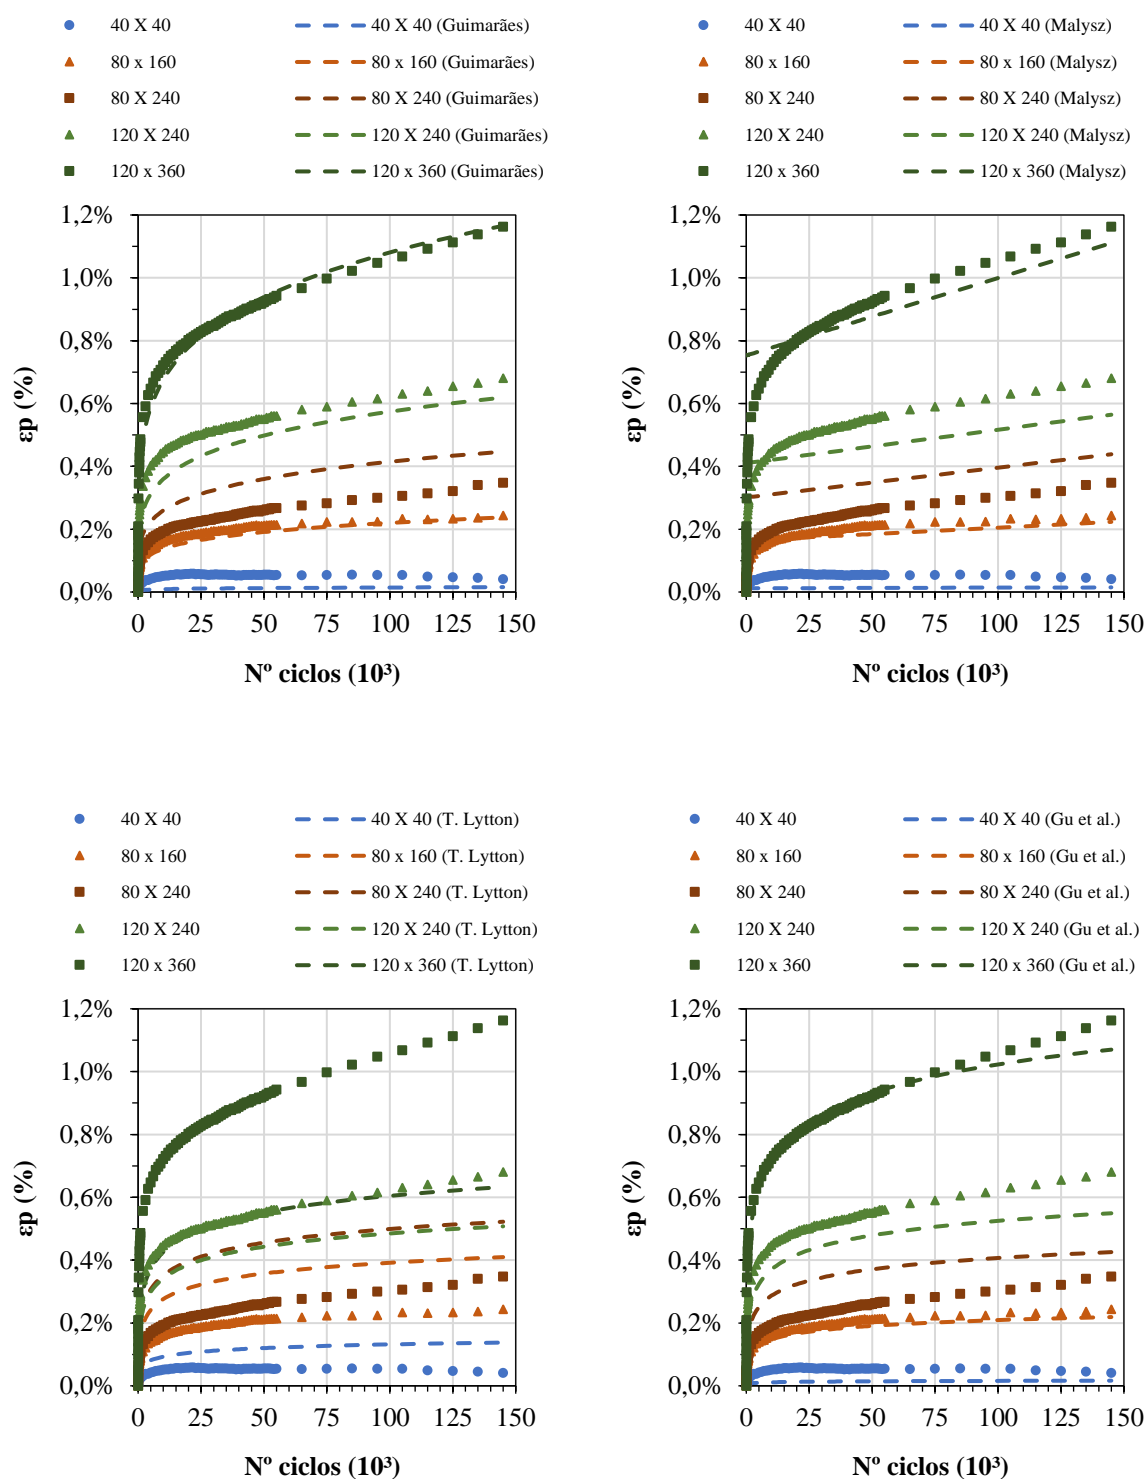 40 X 40 40 X 40 (Guimarães)
80 x 160 80 x 160 (Guimarães)
80 X 240 80 X 240 (Guimarães)
120 X 240 120 X 240 (Guimarães)
120 x 360 120 x 360 (Guimarães)
1,2%
1,0%
0,8%
0,6%
0,4%
0,2%
0,0%
εp (%)
0 25 50 75 100 125 150
Nº ciclos (10³)
40 X 40 40 X 40 (Malysz)
80 x 160 80 x 160 (Malysz)
80 X 240 80 X 240 (Malysz)
120 X 240 120 X 240 (Malysz)
120 x 360 120 x 360 (Malysz)
1,2%
1,0%
0,8%
0,6%
0,4%
0,2%
0,0%
εp (%)
0 25 50 75 100 125 150
Nº ciclos (10³)
40 X 40 40 X 40 (T. Lytton)
80 x 160 80 x 160 (T. Lytton)
80 X 240 80 X 240 (T. Lytton)
120 X 240 120 X 240 (T. Lytton)
120 x 360 120 x 360 (T. Lytton)
1,2%
1,0%
0,8%
0,6%
0,4%
0,2%
0,0%
εp (%)
0 25 50 75 100 125 150
Nº ciclos (10³)
40 X 40 40 X 40 (Gu et al.)
80 x 160 80 x 160 (Gu et al.)
80 X 240 80 X 240 (Gu et al.)
120 X 240 120 X 240 (Gu et al.)
120 x 360 120 x 360 (Gu et al.)
1,2%
1,0%
0,8%
0,6%
0,4%
0,2%
0,0%
εp (%)
0 25 50 75 100 125 150
Nº ciclos (10³)